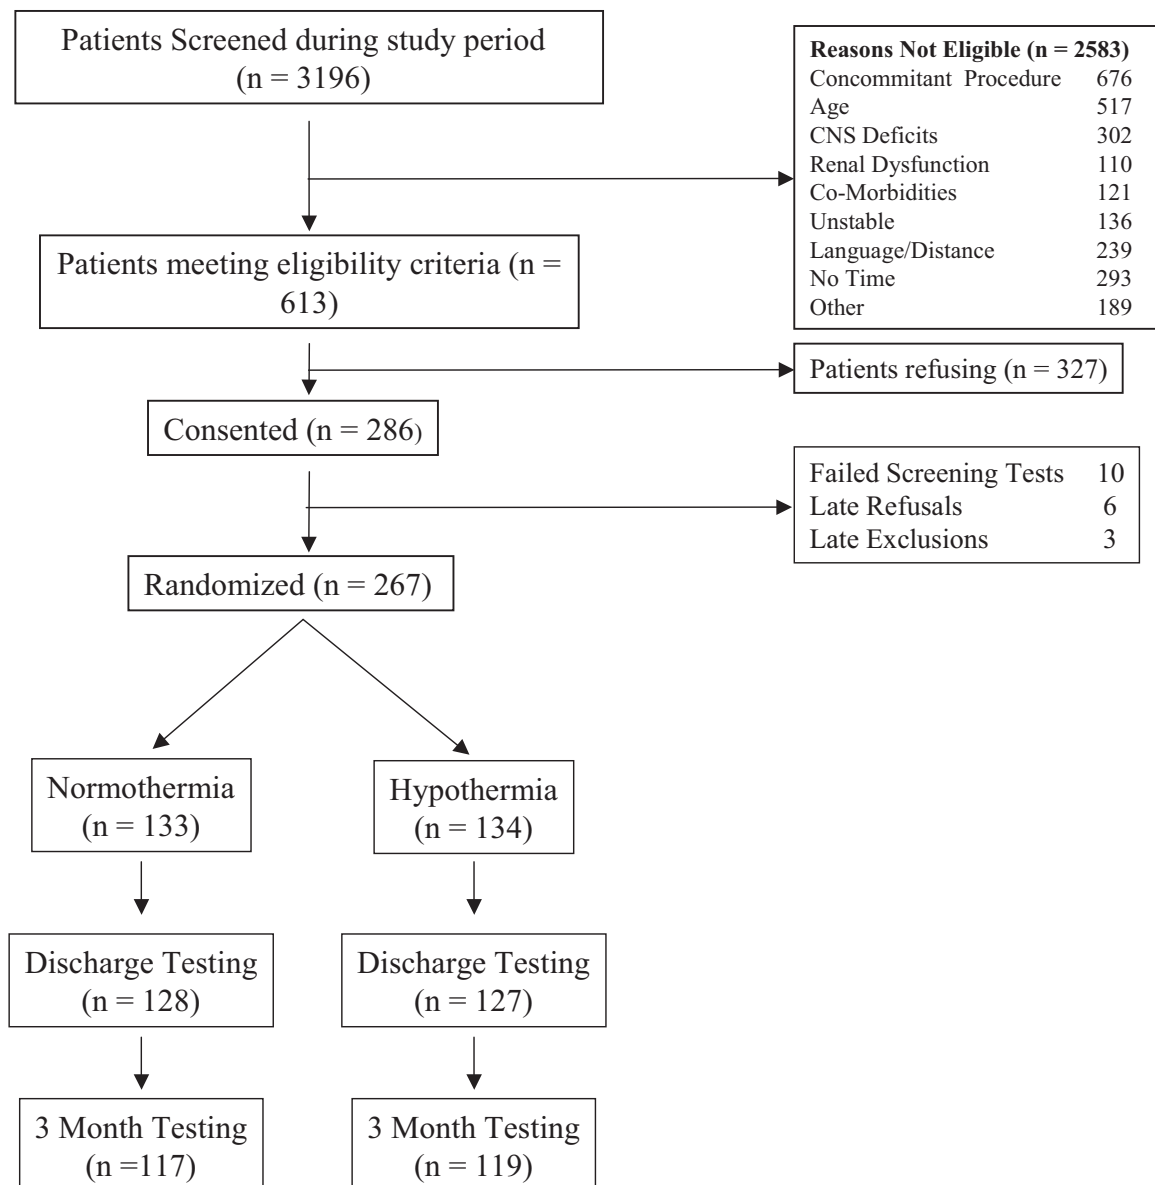 Patients Screened during study period
(n = 3196)
Reasons Not Eligible (n = 2583)
Concommitant Procedure 676
Age 517
CNS Deficits 302
Renal Dysfunction 110
Co-Morbidities 121
Unstable 136
Language/Distance 239
No Time 293
Other 189
Patients meeting eligibility criteria (n =
613)
Patients refusing (n = 327)
Consented (n = 286)
Failed Screening Tests 10
Late Refusals 6
Late Exclusions 3
Randomized (n = 267)
Normothermia
(n = 133)
Hypothermia
(n = 134)
Discharge Testing
(n = 128)
Discharge Testing
(n = 127)
3 Month Testing
(n =117)
3 Month Testing
(n = 119)